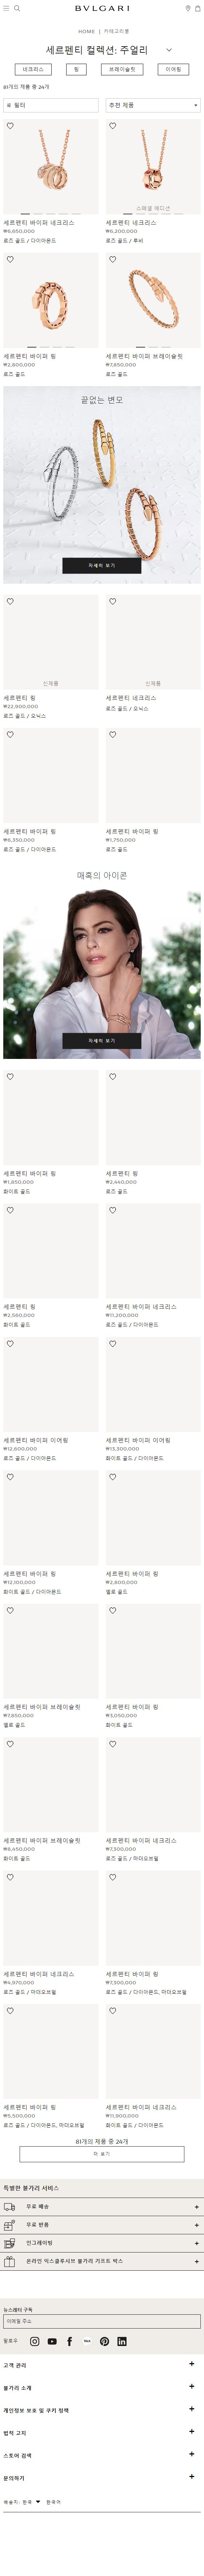 BVLGARI
HOME | 카테고리몰
세르펜티 컬렉션: 주얼리
네크리스 링 브레이슬릿 이어링
81개의 제품 중 24개
필터 추천 제품
스페셜 에디션
세르펜티 바이퍼 네크리스 세르펜티 네크리스
₩6,650,000 ₩6,200,000
로즈 골드 / 다이아몬드 로즈 골드 / 루비
세르펜티 바이퍼 링 세르펜티 바이퍼 브레이슬릿
₩2,800,000 ₩7,650,000
로즈 골드 로즈 골드
끝없는 변모
자세히 보기
신제품 신제품
세르펜티 링 세르펜티 네크리스
₩22,900,000
로즈 골드 / 오닉스 로즈 골드 / 오닉스
세르펜티 바이퍼 링 세르펜티 바이퍼 링
₩6,350,000 ₩1,750,000
로즈 골드 / 다이아몬드 로즈 골드
매혹의 아이콘
자세히 보기
세르펜티 바이퍼 링 세르펜티 링
₩1,850,000 ₩2,440,000
화이트 골드 로즈 골드
세르펜티 링 세르펜티 바이퍼 네크리스
₩2,560,000 ₩11,200,000
화이트 골드 로즈 골드 / 다이아몬드
세르펜티 바이퍼 이어링 세르펜티 바이퍼 이어링
₩12,600,000 ₩13,300,000
로즈 골드 / 다이아몬드 화이트 골드 / 다이아몬드
세르펜티 바이퍼 링 세르펜티 바이퍼 링
₩12,100,000 ₩2,800,000
화이트 골드 / 다이아몬드 옐로 골드
세르펜티 바이퍼 브레이슬릿 세르펜티 바이퍼 링
₩7,650,000 ₩3,050,000
옐로 골드 화이트 골드
세르펜티 바이퍼 브레이슬릿 세르펜티 바이퍼 네크리스
₩8,450,000 ₩7,300,000
화이트 골드 로즈 골드 / 마더오브펄
세르펜티 바이퍼 네크리스 세르펜티 바이퍼 링
₩4,970,000 ₩7,300,000
로즈 골드 / 마더오브펄 로즈 골드 / 다이아몬드, 마더오브펄
세르펜티 바이퍼 링 세르펜티 바이퍼 네크리스
₩5,500,000 ₩11,900,000
로즈 골드 / 다이아몬드, 마더오브펄 화이트 골드 / 다이아몬드
81개의 제품 중 24개
더 보기
특별한 불가리 서비스
무료 배송
무료 반품
인그레이빙
온라인 익스클루시브 불가리 기프트 박스
뉴스레터 구독
이메일 주소
팔로우
고객 관리
불가리 소개
개인정보 보호 및 쿠키 정책
법적 고지
스토어 검색
문의하기
배송지: 한국 한국어